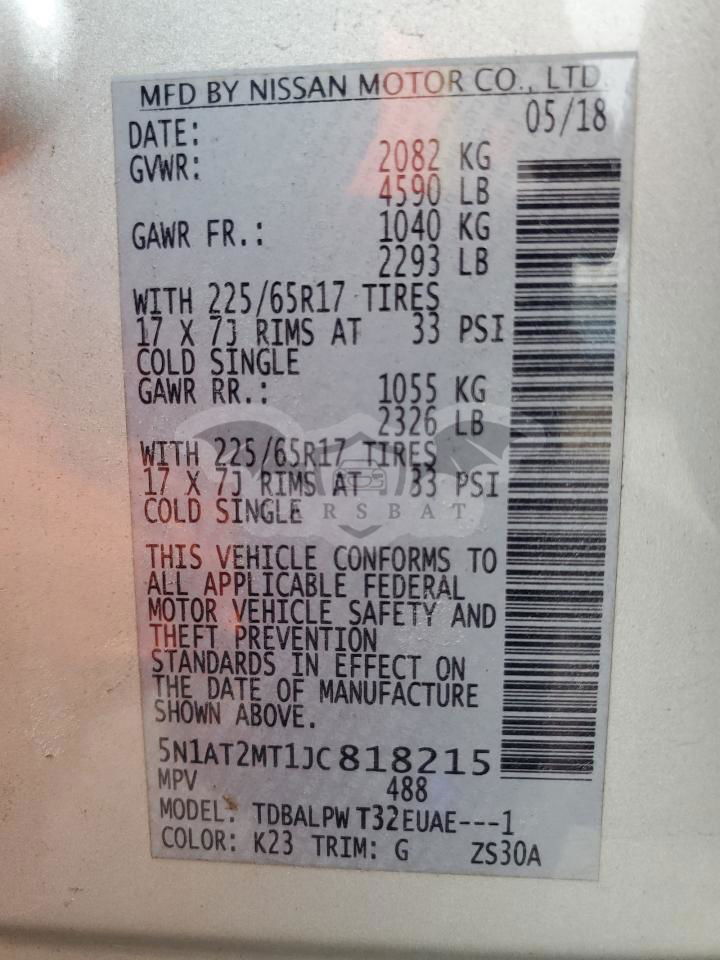 MFD BY NISSAN MOTOR CO., LTD.
DATE: 05/18
GVWR: 2082 KG
4590 LB
GAWR FR.: 1040 KG
2293 LB
WITH 225/65R17 TIRES
17 X 7J RIMS AT 33 PSI
COLD SINGLE
GAWR RR.: 1055 KG
2326 LB
WITH 225/65R17 TIRES
17 X 7J RIMS AT 33 PSI
COLD SINGLE
THIS VEHICLE CONFORMS TO
ALL APPLICABLE FEDERAL
MOTOR VEHICLE SAFETY AND
THEFT PREVENTION
STANDARDS IN EFFECT ON
THE DATE OF MANUFACTURE
SHOWN ABOVE.
5N1AT2MT1JC818215
MPV 488
MODEL: TDBALPW T32EUAE---1
COLOR: K23 TRIM: G ZS30A